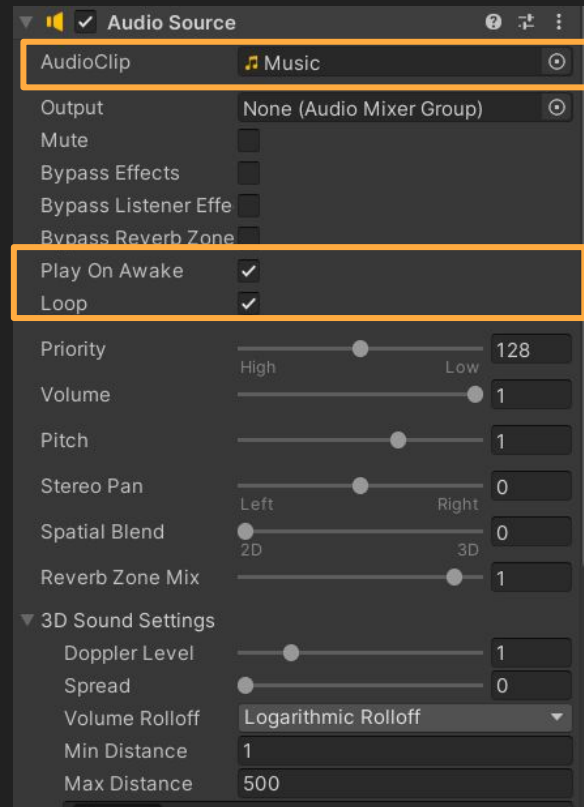 Audio Source
AudioClip Music
Output None (Audio Mixer Group)
Mute
Bypass Effects
Bypass Listener Effe
Bypass Reverb Zone
Play On Awake
Loop
Priority 128
High Low
Volume 1
Pitch 1
Stereo Pan 0
Left Right
Spatial Blend 0
2D 3D
Reverb Zone Mix 1
3D Sound Settings
Doppler Level 1
Spread 0
Volume Rolloff Logarithmic Rolloff
Min Distance 1
Max Distance 500